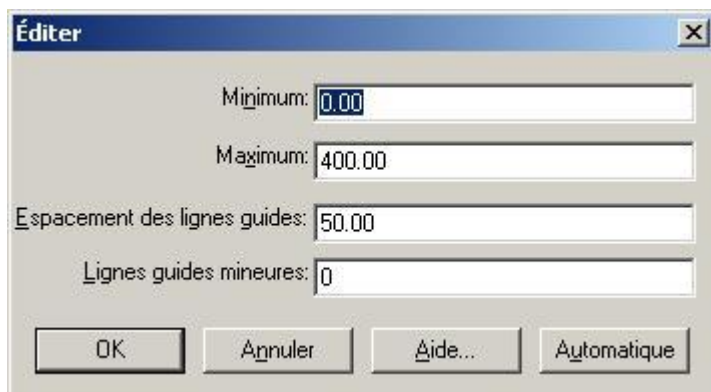 Éditer
Minimum: 0.00
Maximum: 400.00
Espacement des lignes guides: 50.00
Lignes guides mineures: 0
OK Annuler Aide... Automatique